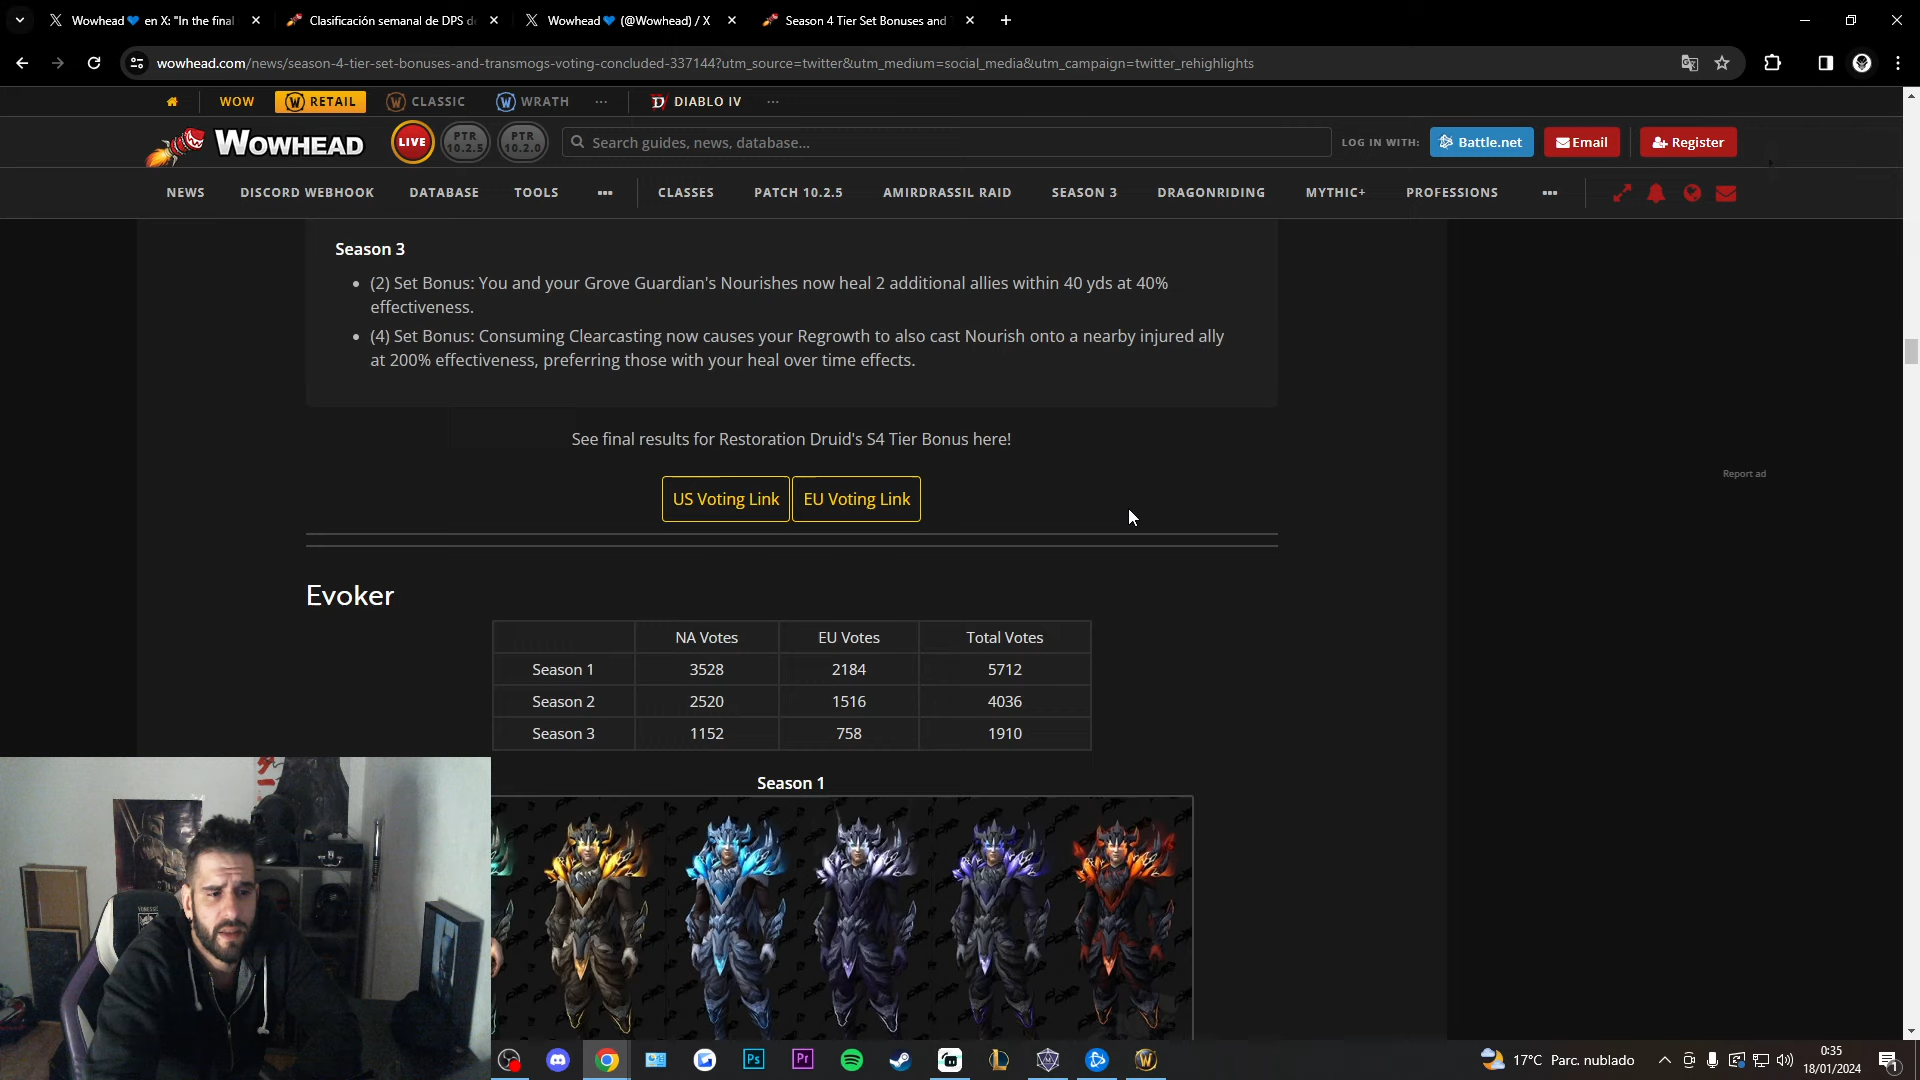 Wowhead💙 en X: "In the final
Clasificación semanal de DPS d
Wowhead💙 (@Wowhead) / X
Season 4 Tier Set Bonuses and
wowhead.com/news/season-4-tier-set-bonuses-and-transmogs-voting-concluded-337144?utm_source=twitter&utm_medium=social_media&utm_campaign=twitter_rehighlights
WOW RETAIL CLASSIC WRATH ... DIABLO IV ...
WOWHEAD LIVE PTR 10.2.5 PTR 10.2.0 Search guides, news, database... LOG IN WITH: Battle.net Email Register
NEWS DISCORD WEBHOOK DATABASE TOOLS ... CLASSES PATCH 10.2.5 AMIRDRASSIL RAID SEASON 3 DRAGONRIDING MYTHIC+ PROFESSIONS ...
Season 3
• (2) Set Bonus: You and your Grove Guardian's Nourishes now heal 2 additional allies within 40 yds at 40%
effectiveness.
• (4) Set Bonus: Consuming Clearcasting now causes your Regrowth to also cast Nourish onto a nearby injured ally
at 200% effectiveness, preferring those with your heal over time effects.
See final results for Restoration Druid's S4 Tier Bonus here!
Report ad
US Voting Link EU Voting Link
Evoker
NA Votes EU Votes Total Votes
Season 1 3528 2184 5712
Season 2 2520 1516 4036
Season 3 1152 758 1910
Season 1
Ps Pr 17°C Parc. nublado 0:35
18/01/2024 1